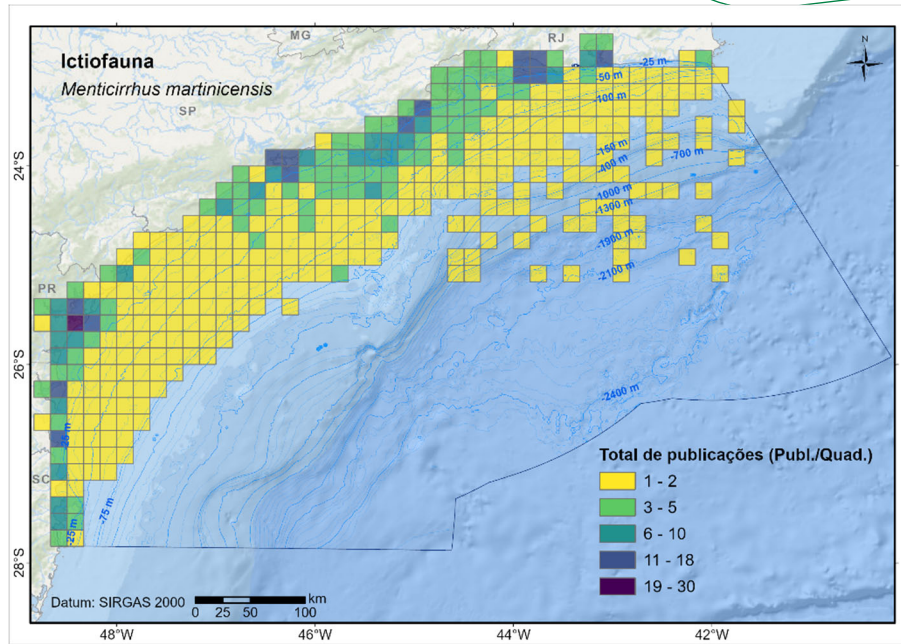 MG
RJ
N
Ictiofauna
Menticirrhus martinicensis
SP
-25 m
-50 m
-100 m
24°S
-150 m
-400 m
-700 m
-1000 m
-1300 m
-1900 m
-2100 m
PR
26°S
-2400 m
-25 m
SC
-75 m
-25 m
28°S
Total de publicações (Publ./Quad.)
1 - 2
3 - 5
6 - 10
11 - 18
19 - 30
Datum: SIRGAS 2000
km
0 25 50 100
48°W 46°W 44°W 42°W